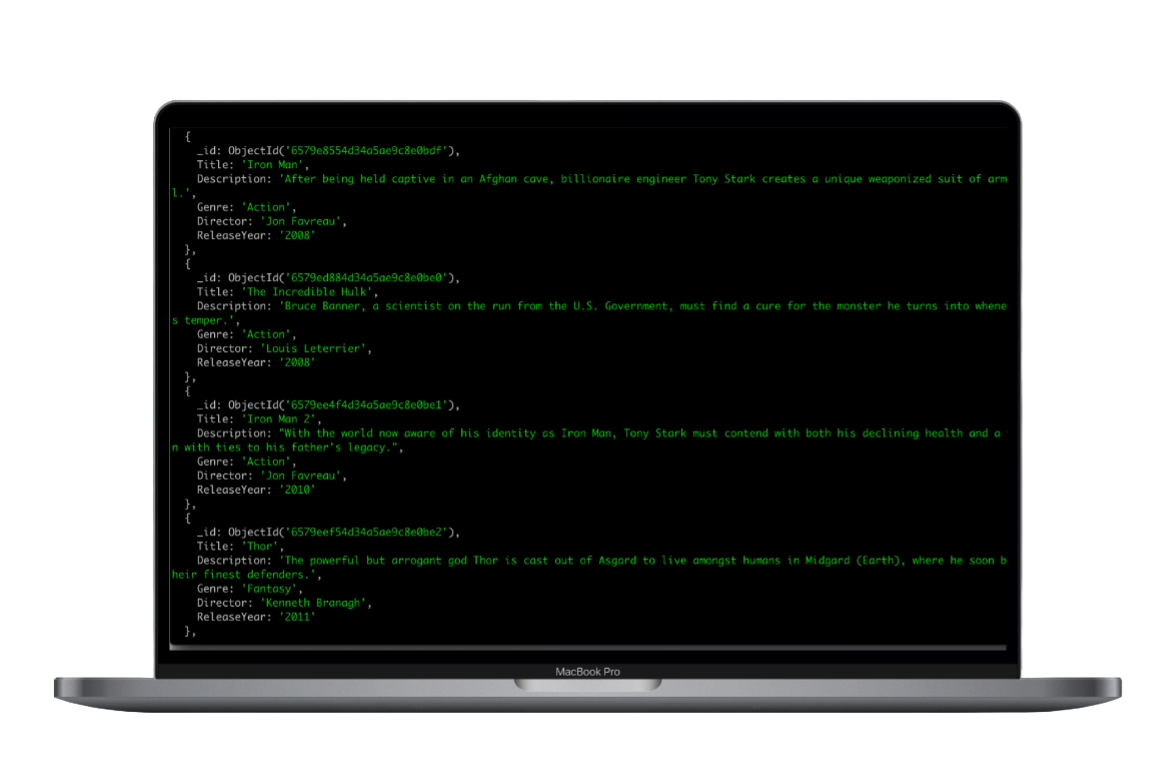 {
_id: ObjectId('6579e8554d34a5ae9c8e0bdf'),
Title: 'Iron Man',
Description: 'After being held captive in an Afghan cave, billionaire engineer Tony Stark creates a unique weaponized suit of arm
l.',
Genre: 'Action',
Director: 'Jon Favreau',
ReleaseYear: '2008'
},
{
_id: ObjectId('6579ed884d34a5ae9c8e0be0'),
Title: 'The Incredible Hulk',
Description: 'Bruce Banner, a scientist on the run from the U.S. Government, must find a cure for the monster he turns into whene
s temper.',
Genre: 'Action',
Director: 'Louis Leterrier',
ReleaseYear: '2008'
},
{
_id: ObjectId('6579ee4f4d34a5ae9c8e0be1'),
Title: 'Iron Man 2',
Description: "With the world now aware of his identity as Iron Man, Tony Stark must contend with both his declining health and a
n with ties to his father's legacy.",
Genre: 'Action',
Director: 'Jon Favreau',
ReleaseYear: '2010'
},
{
_id: ObjectId('6579eef54d34a5ae9c8e0be2'),
Title: 'Thor',
Description: 'The powerful but arrogant god Thor is cast out of Asgard to live amongst humans in Midgard (Earth), where he soon b
heir finest defenders.',
Genre: 'Fantasy',
Director: 'Kenneth Branagh',
ReleaseYear: '2011'
},
MacBook Pro